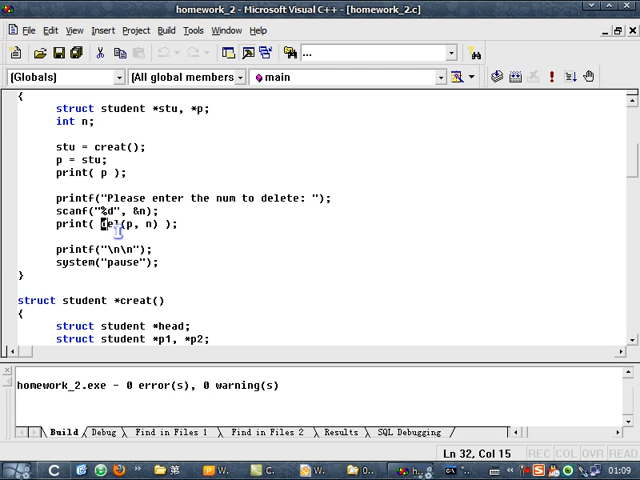 homework_2 - Microsoft Visual C++ - [homework_2.c]
File Edit View Insert Project Build Tools Window Help
...
(Globals) (All global members main
{
struct student *stu, *p;
int n;
stu = creat();
p = stu;
print( p );
printf("Please enter the num to delete: ");
scanf("%d", &n);
print( del(p, n) );
printf("\n\n");
system("pause");
}
struct student *creat()
{
struct student *head;
struct student *p1, *p2;
homework_2.exe - 0 error(s), 0 warning(s)
Build Debug Find in Files 1 Find in Files 2 Results SQL Debugging
Ln 32, Col 15 REC COL OVR READ
第 W. C. W. 0.. h.. 01:09